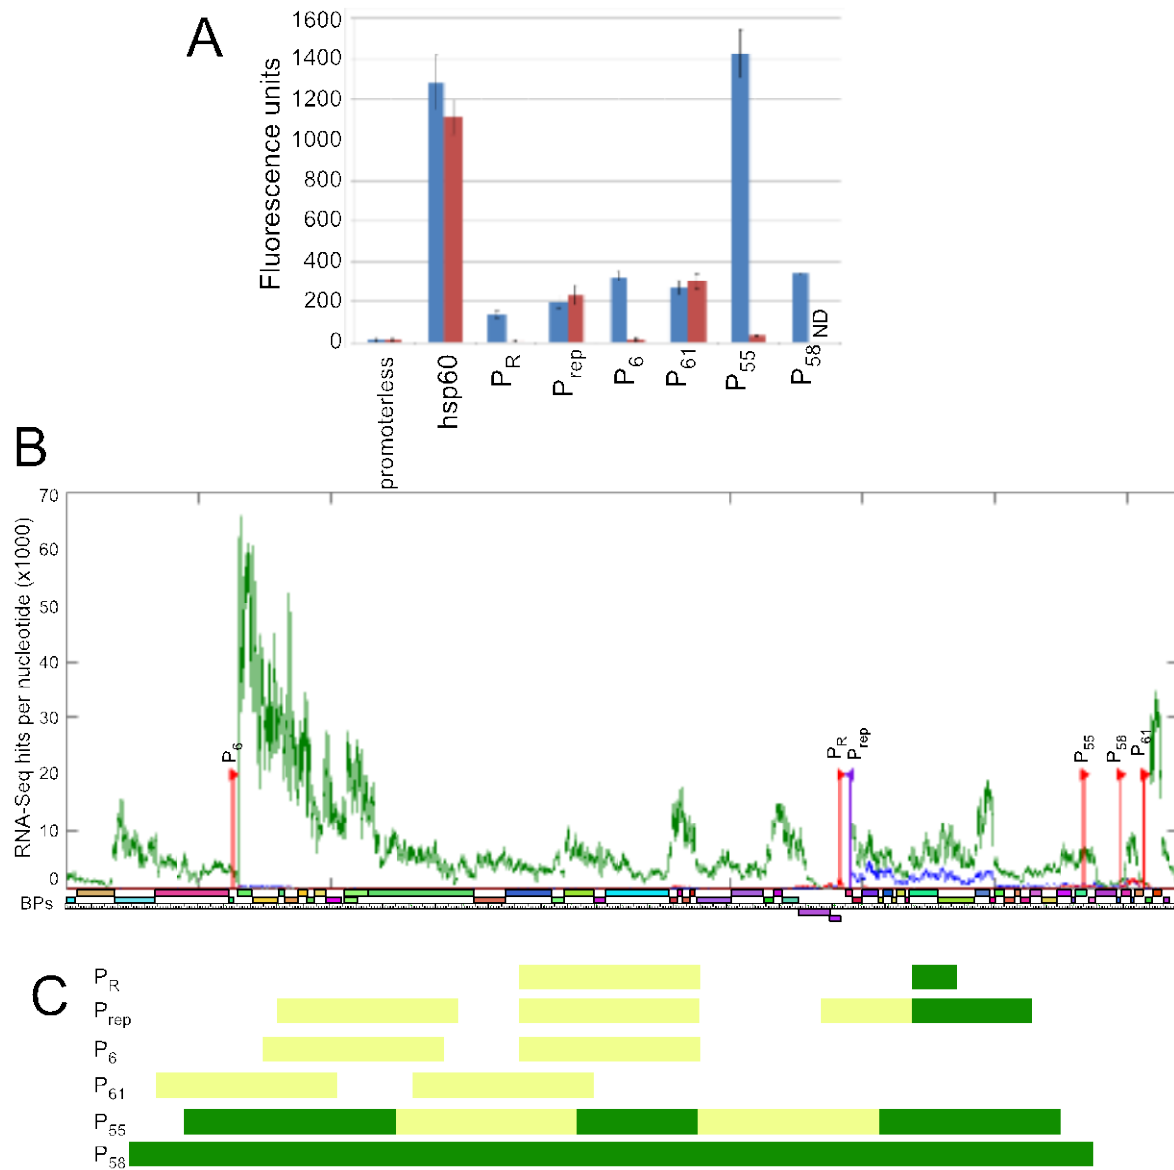 A
Fluorescence units
1600
1400
1200
1000
800
600
400
200
0
promoterless
hsp60
PR
Prep
P6
P61
P55
P58
ND
B
RNA-Seq hits per nucleotide (x1000)
70
60
50
40
30
20
10
0
BPs
P6
PR
Prep
P55
P58
P61
C
PR
Prep
P6
P61
P55
P58